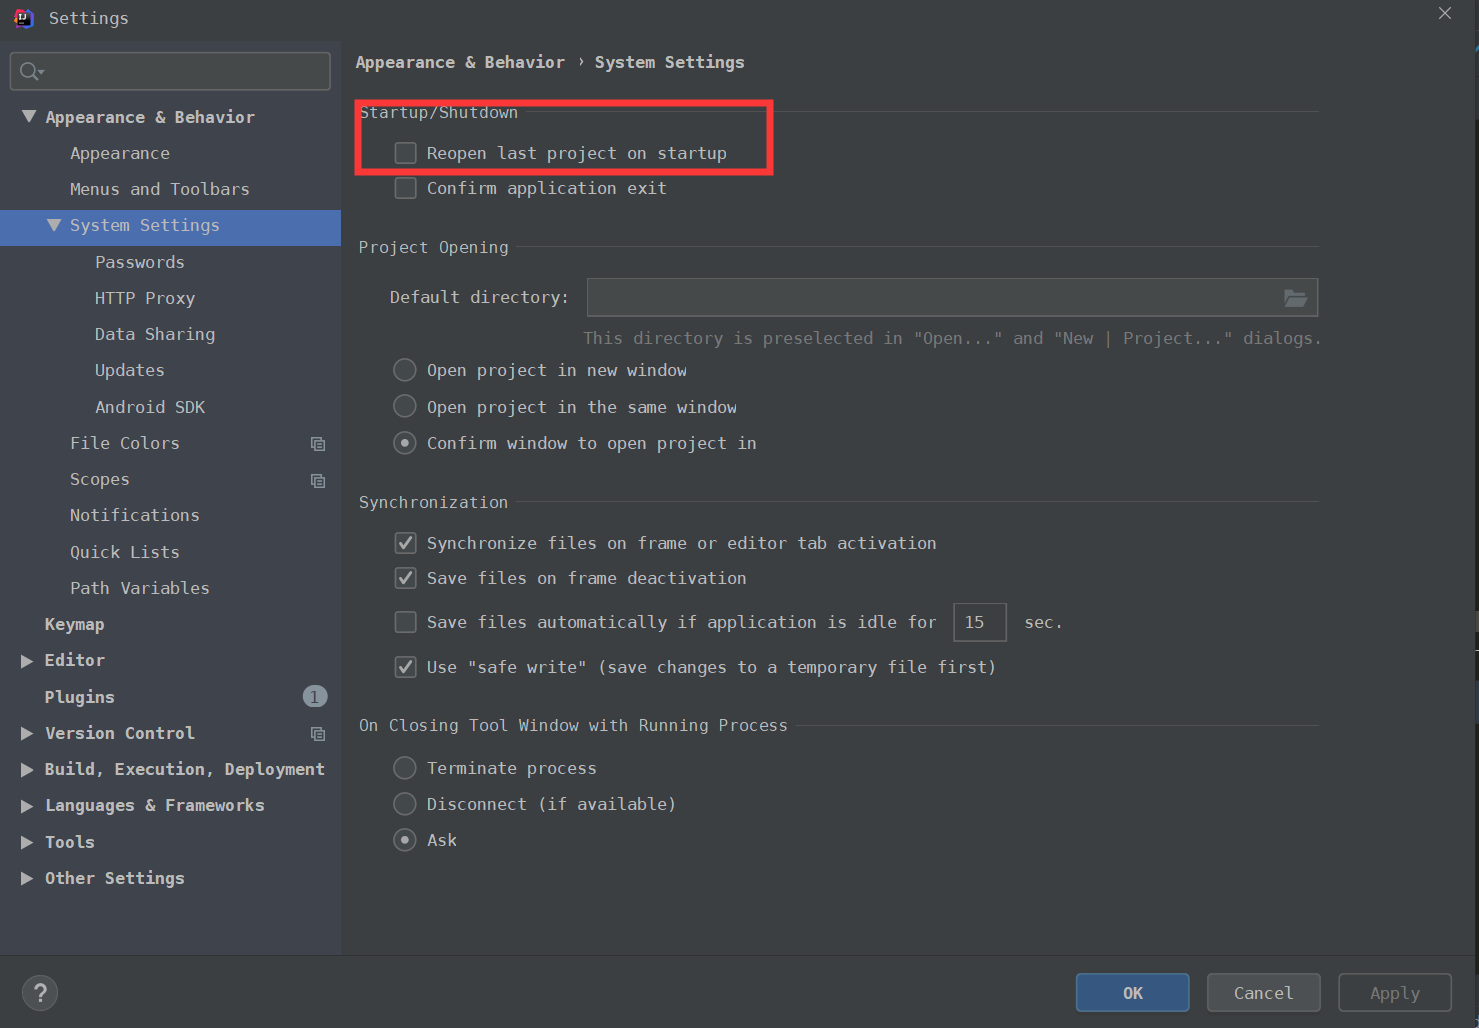 Settings
Appearance & Behavior
Appearance
Menus and Toolbars
System Settings
Passwords
HTTP Proxy
Data Sharing
Updates
Android SDK
File Colors
Scopes
Notifications
Quick Lists
Path Variables
Keymap
Editor
Plugins 1
Version Control
Build, Execution, Deployment
Languages & Frameworks
Tools
Other Settings
Appearance & Behavior › System Settings
Startup/Shutdown
Reopen last project on startup
Confirm application exit
Project Opening
Default directory:
This directory is preselected in "Open..." and "New | Project..." dialogs.
Open project in new window
Open project in the same window
Confirm window to open project in
Synchronization
Synchronize files on frame or editor tab activation
Save files on frame deactivation
Save files automatically if application is idle for 15 sec.
Use "safe write" (save changes to a temporary file first)
On Closing Tool Window with Running Process
Terminate process
Disconnect (if available)
Ask
? OK Cancel Apply